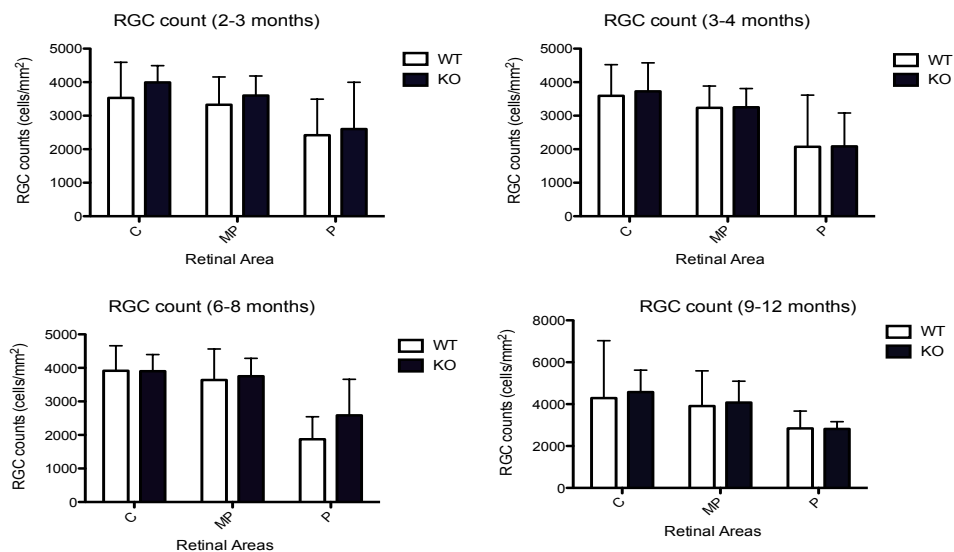 RGC count (2-3 months)
RGC counts (cells/mm²)
5000
4000
3000
2000
1000
0
C
MP
P
Retinal Area
WT
KO
RGC count (3-4 months)
RGC counts (cells/mm²)
5000
4000
3000
2000
1000
0
C
MP
P
Retinal Area
WT
KO
RGC count (6-8 months)
RGC counts (cells/mm²)
5000
4000
3000
2000
1000
0
C
MP
P
Retinal Areas
WT
KO
RGC count (9-12 months)
RGC counts (cells/mm²)
8000
6000
4000
2000
0
C
MP
P
Retinal Areas
WT
KO